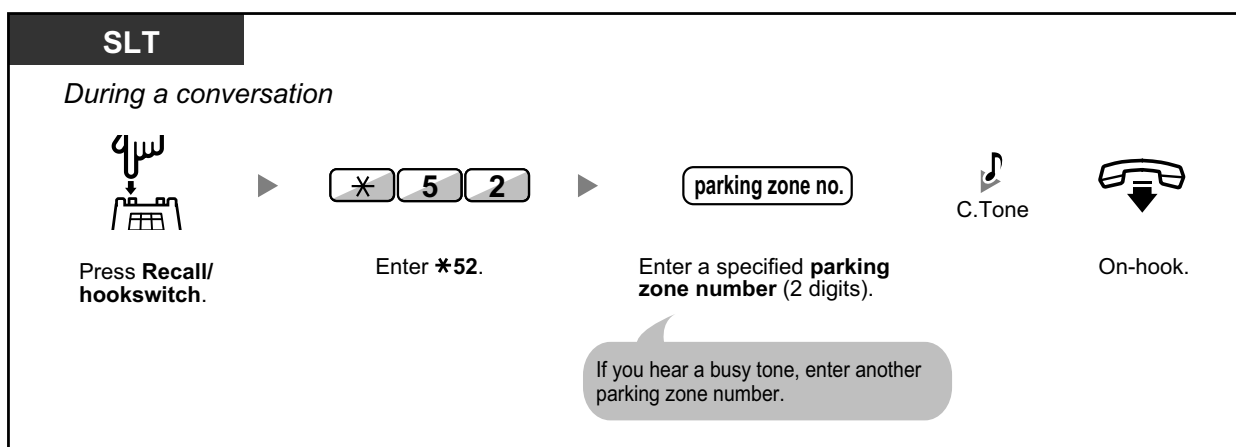 SLT
During a conversation
* 5 2
parking zone no.
C.Tone
Press Recall/
hookswitch.
Enter *52.
Enter a specified parking
zone number (2 digits).
On-hook.
If you hear a busy tone, enter another
parking zone number.